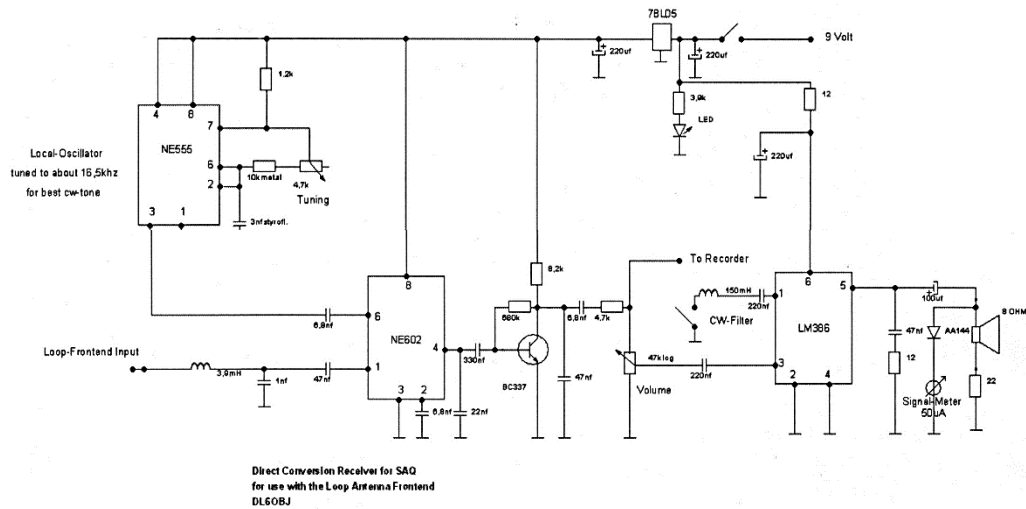 78L05
9 Volt
220uf
220uf
1,2k
3,9k
12
4
8
LED
7
NE555
220uf
Local-Oscillator
tuned to about 16,5khz
for best cw-tone
6
10k metal
4,7k
2
Tuning
3
1
3nf styrofl.
8,2k
To Recorder
8
6
5
150mH
1
680k
220nf
100uf
8 OHM
6,8nf
6
6,8nf
4,7k
CW-Filter
LM386
47nf
AA144
NE602
4
Loop-Frontend Input
330nf
47k log
3
12
3,9mH
47nf
1
BC337
47nf
220nf
22
1nf
Volume
2
4
3
2
Signal-Meter
50uA
6,8nf
22nf
Direct Conversion Receiver for SAQ
for use with the Loop Antenna Frontend
DL6OBJ